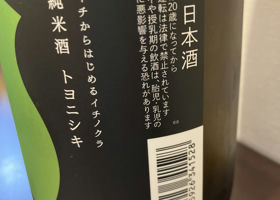 日本酒
20歳になってから
運転は法律で禁止されています
や授乳期の飲酒は、胎児・乳児の
に悪影響を与える恐れがあります
イチからはじめるイチノクラ
純米酒 トヨニシキ
926341528